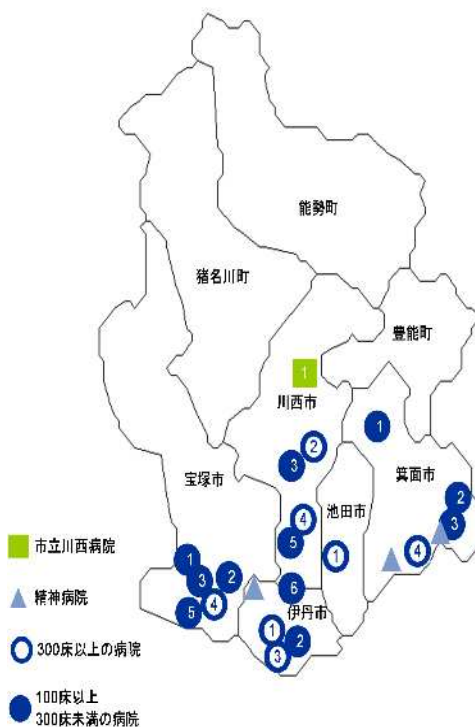 能勢町
猪名川町
豊能町
1
川西市
1
2
3
箕面市
宝塚市
2
池田市
4
3
5
4
1
市立川西病院
1
3
2
6
精神病院
4
5
伊丹市
1
2
300床以上の病院
3
100床以上
300床未満の病院